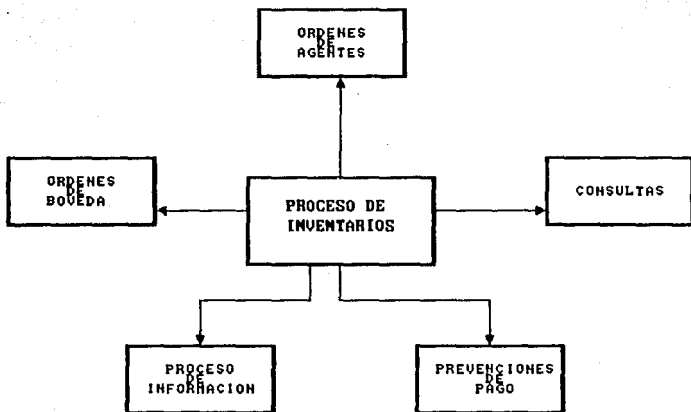 ORDENES
DE
AGENTES
ORDENES
DE
BOVEDA
PROCESO DE
INVENTARIOS
CONSULTAS
PROCESO
DE
INFORMACION
PREVENCIONES
DE
PAGO